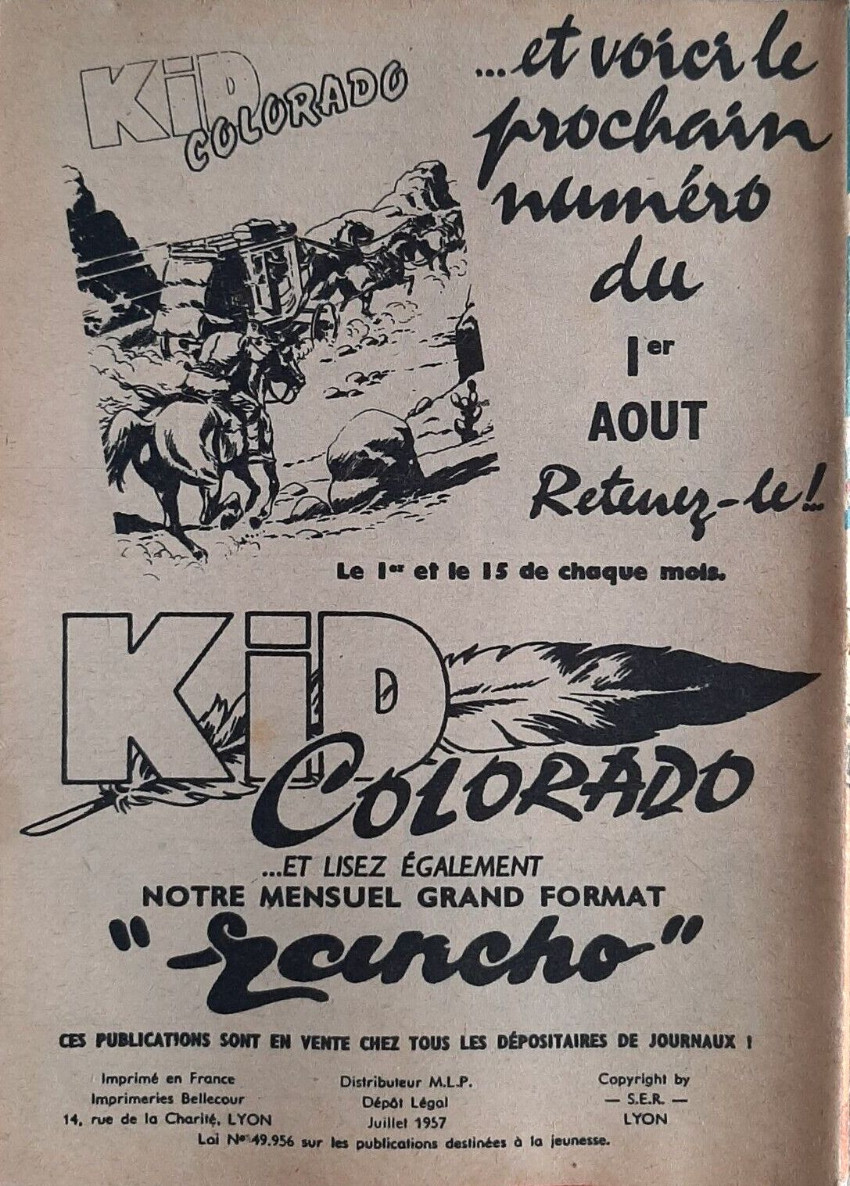 KiD
COLORADO
...et voici le
prochain
numéro
du
1er
AOUT
Retenez-le!..
Le 1er et le 15 de chaque mois.
KiD
COLORADO
...ET LISEZ ÉGALEMENT
NOTRE MENSUEL GRAND FORMAT
"Rancho"
CES PUBLICATIONS SONT EN VENTE CHEZ TOUS LES DÉPOSITAIRES DE JOURNAUX !
Imprimé en France
Imprimeries Bellecour
14, rue de la Charité, LYON
Distributeur M.L.P.
Dépôt Légal
Juillet 1957
Copyright by
— S.E.R. —
LYON
Loi No 49.956 sur les publications destinées à la jeunesse.